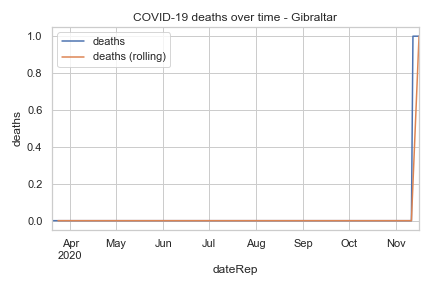 COVID-19 deaths over time - Gibraltar
deaths
deaths (rolling)
1.0
0.8
0.6
0.4
0.2
0.0
deaths
Apr May Jun Jul Aug Sep Oct Nov
2020
dateRep